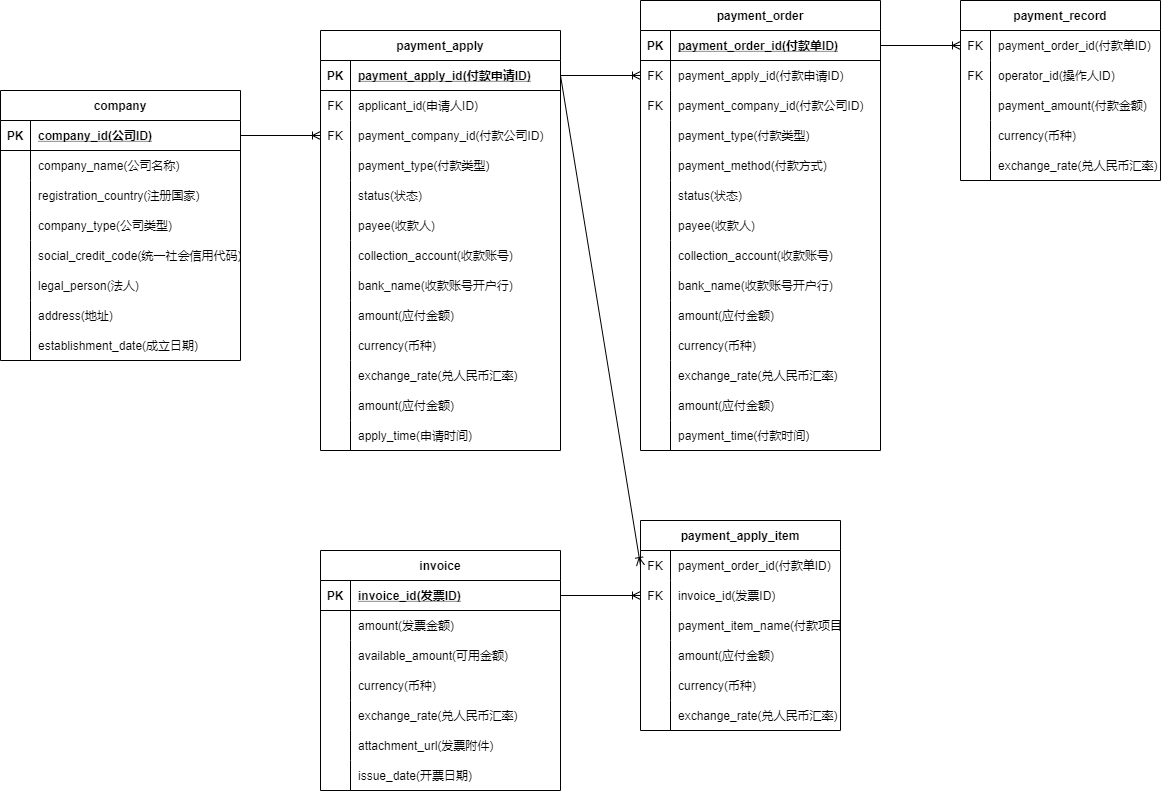 company
PK company_id(公司ID)
company_name(公司名称)
registration_country(注册国家)
company_type(公司类型)
social_credit_code(统一社会信用代码)
legal_person(法人)
address(地址)
establishment_date(成立日期)
payment_apply
PK payment_apply_id(付款申请ID)
FK applicant_id(申请人ID)
FK payment_company_id(付款公司ID)
payment_type(付款类型)
status(状态)
payee(收款人)
collection_account(收款账号)
bank_name(收款账号开户行)
amount(应付金额)
currency(币种)
exchange_rate(兑人民币汇率)
amount(应付金额)
apply_time(申请时间)
payment_order
PK payment_order_id(付款单ID)
FK payment_apply_id(付款申请ID)
FK payment_company_id(付款公司ID)
payment_type(付款类型)
payment_method(付款方式)
status(状态)
payee(收款人)
collection_account(收款账号)
bank_name(收款账号开户行)
amount(应付金额)
currency(币种)
exchange_rate(兑人民币汇率)
amount(应付金额)
payment_time(付款时间)
payment_record
FK payment_order_id(付款单ID)
FK operator_id(操作人ID)
payment_amount(付款金额)
currency(币种)
exchange_rate(兑人民币汇率)
invoice
PK invoice_id(发票ID)
amount(发票金额)
available_amount(可用金额)
currency(币种)
exchange_rate(兑人民币汇率)
attachment_url(发票附件)
issue_date(开票日期)
payment_apply_item
FK payment_order_id(付款单ID)
FK invoice_id(发票ID)
payment_item_name(付款项目
amount(应付金额)
currency(币种)
exchange_rate(兑人民币汇率)